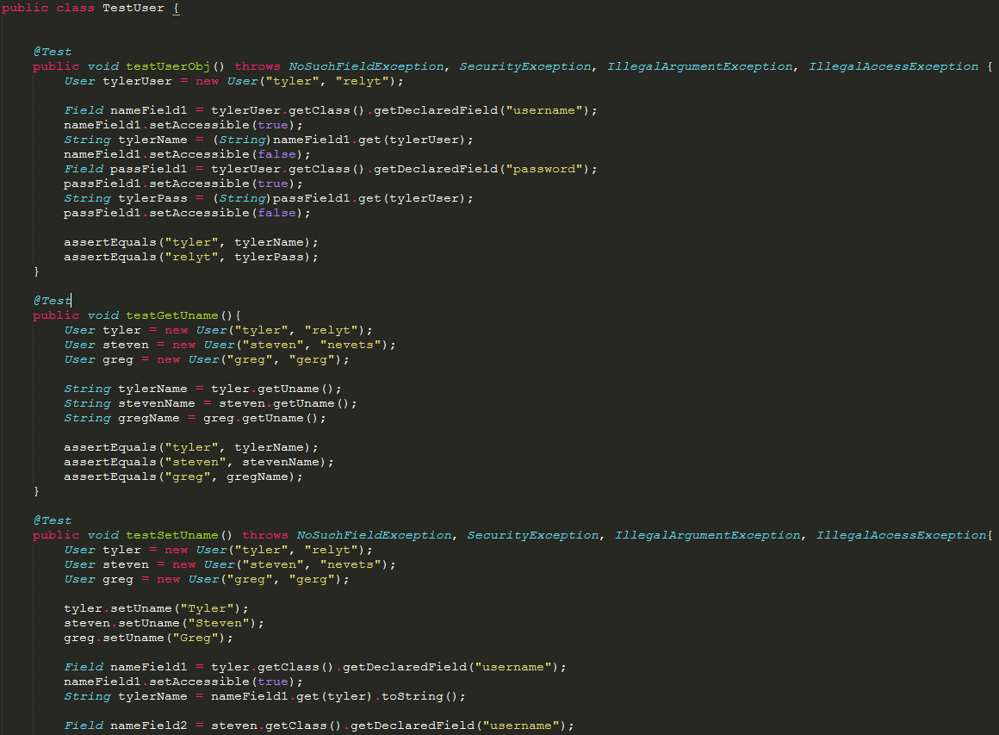 public class TestUser {
@Test
public void testUserObj() throws NoSuchFieldException, SecurityException, IllegalArgumentException, IllegalAccessException {
User tylerUser = new User("tyler", "relyt");
Field nameField1 = tylerUser.getClass().getDeclaredField("username");
nameField1.setAccessible(true);
String tylerName = (String)nameField1.get(tylerUser);
nameField1.setAccessible(false);
Field passField1 = tylerUser.getClass().getDeclaredField("password");
passField1.setAccessible(true);
String tylerPass = (String)passField1.get(tylerUser);
passField1.setAccessible(false);
assertEquals("tyler", tylerName);
assertEquals("relyt", tylerPass);
}
@Test
public void testGetUname(){
User tyler = new User("tyler", "relyt");
User steven = new User("steven", "nevets");
User greg = new User("greg", "gerg");
String tylerName = tyler.getUname();
String stevenName = steven.getUname();
String gregName = greg.getUname();
assertEquals("tyler", tylerName);
assertEquals("steven", stevenName);
assertEquals("greg", gregName);
}
@Test
public void testSetUname() throws NoSuchFieldException, SecurityException, IllegalArgumentException, IllegalAccessException{
User tyler = new User("tyler", "relyt");
User steven = new User("steven", "nevets");
User greg = new User("greg", "gerg");
tyler.setUname("Tyler");
steven.setUname("Steven");
greg.setUname("Greg");
Field nameField1 = tyler.getClass().getDeclaredField("username");
nameField1.setAccessible(true);
String tylerName = nameField1.get(tyler).toString();
Field nameField2 = steven.getClass().getDeclaredField("username");